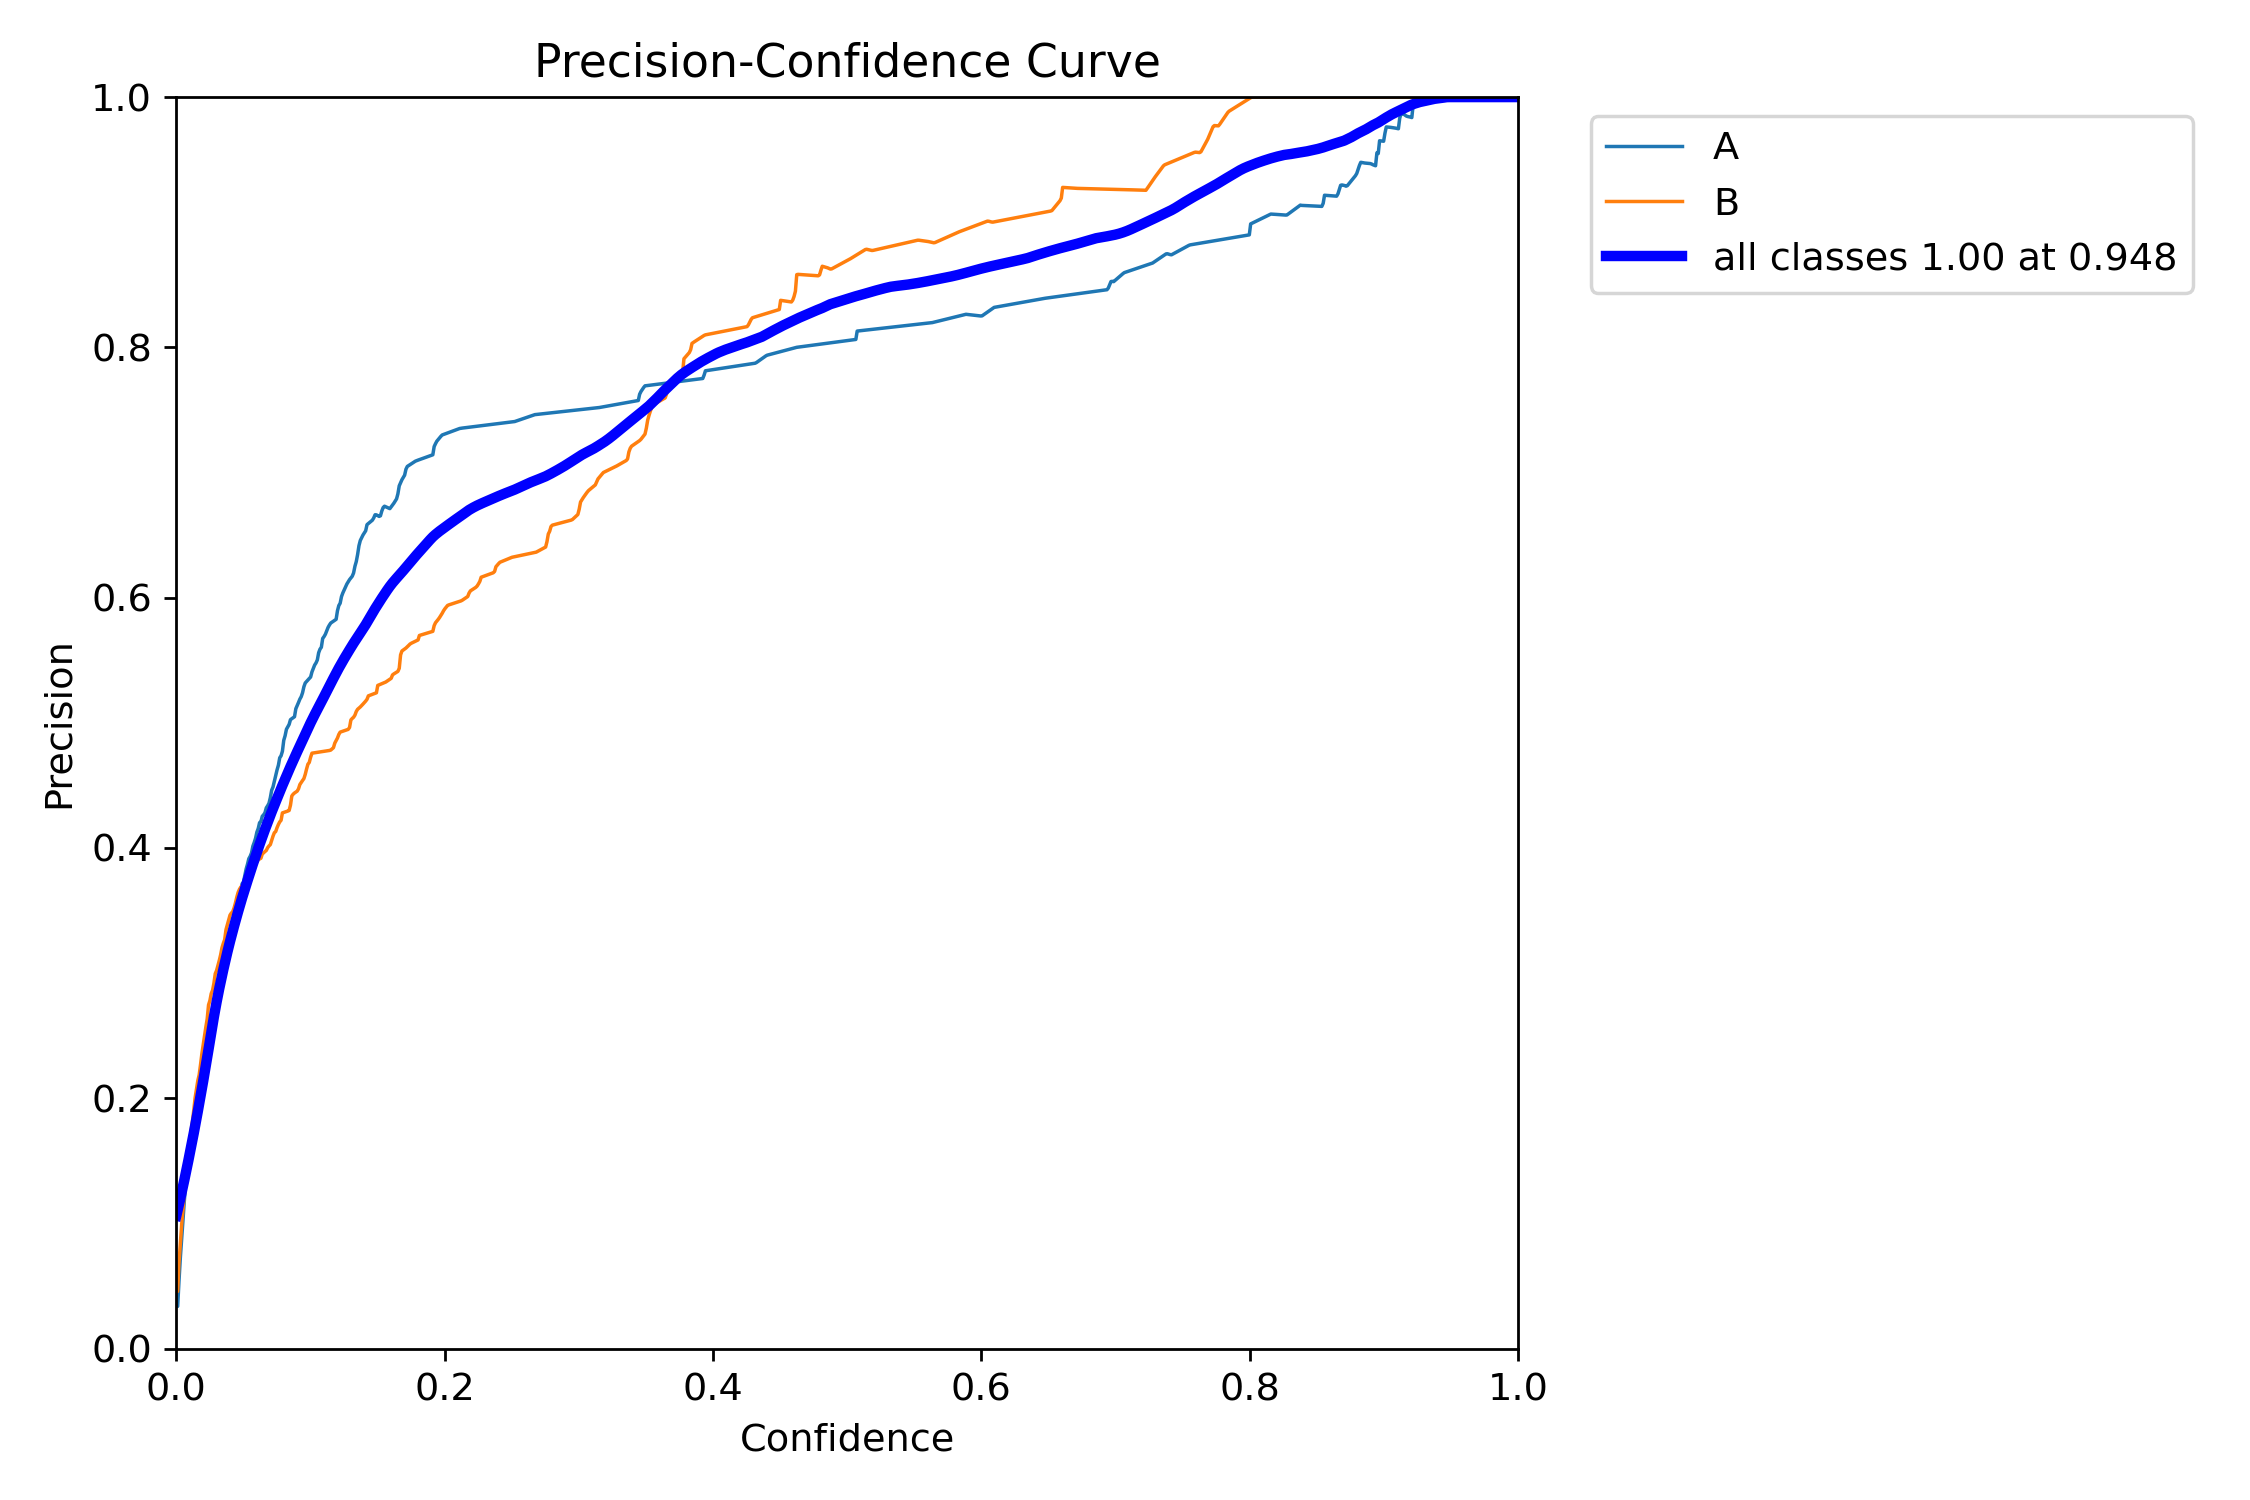 Precision-Confidence Curve
1.0
0.8
0.6
0.4
0.2
0.0
Precision
0.0 0.2 0.4 0.6 0.8 1.0
Confidence
A
B
all classes 1.00 at 0.948